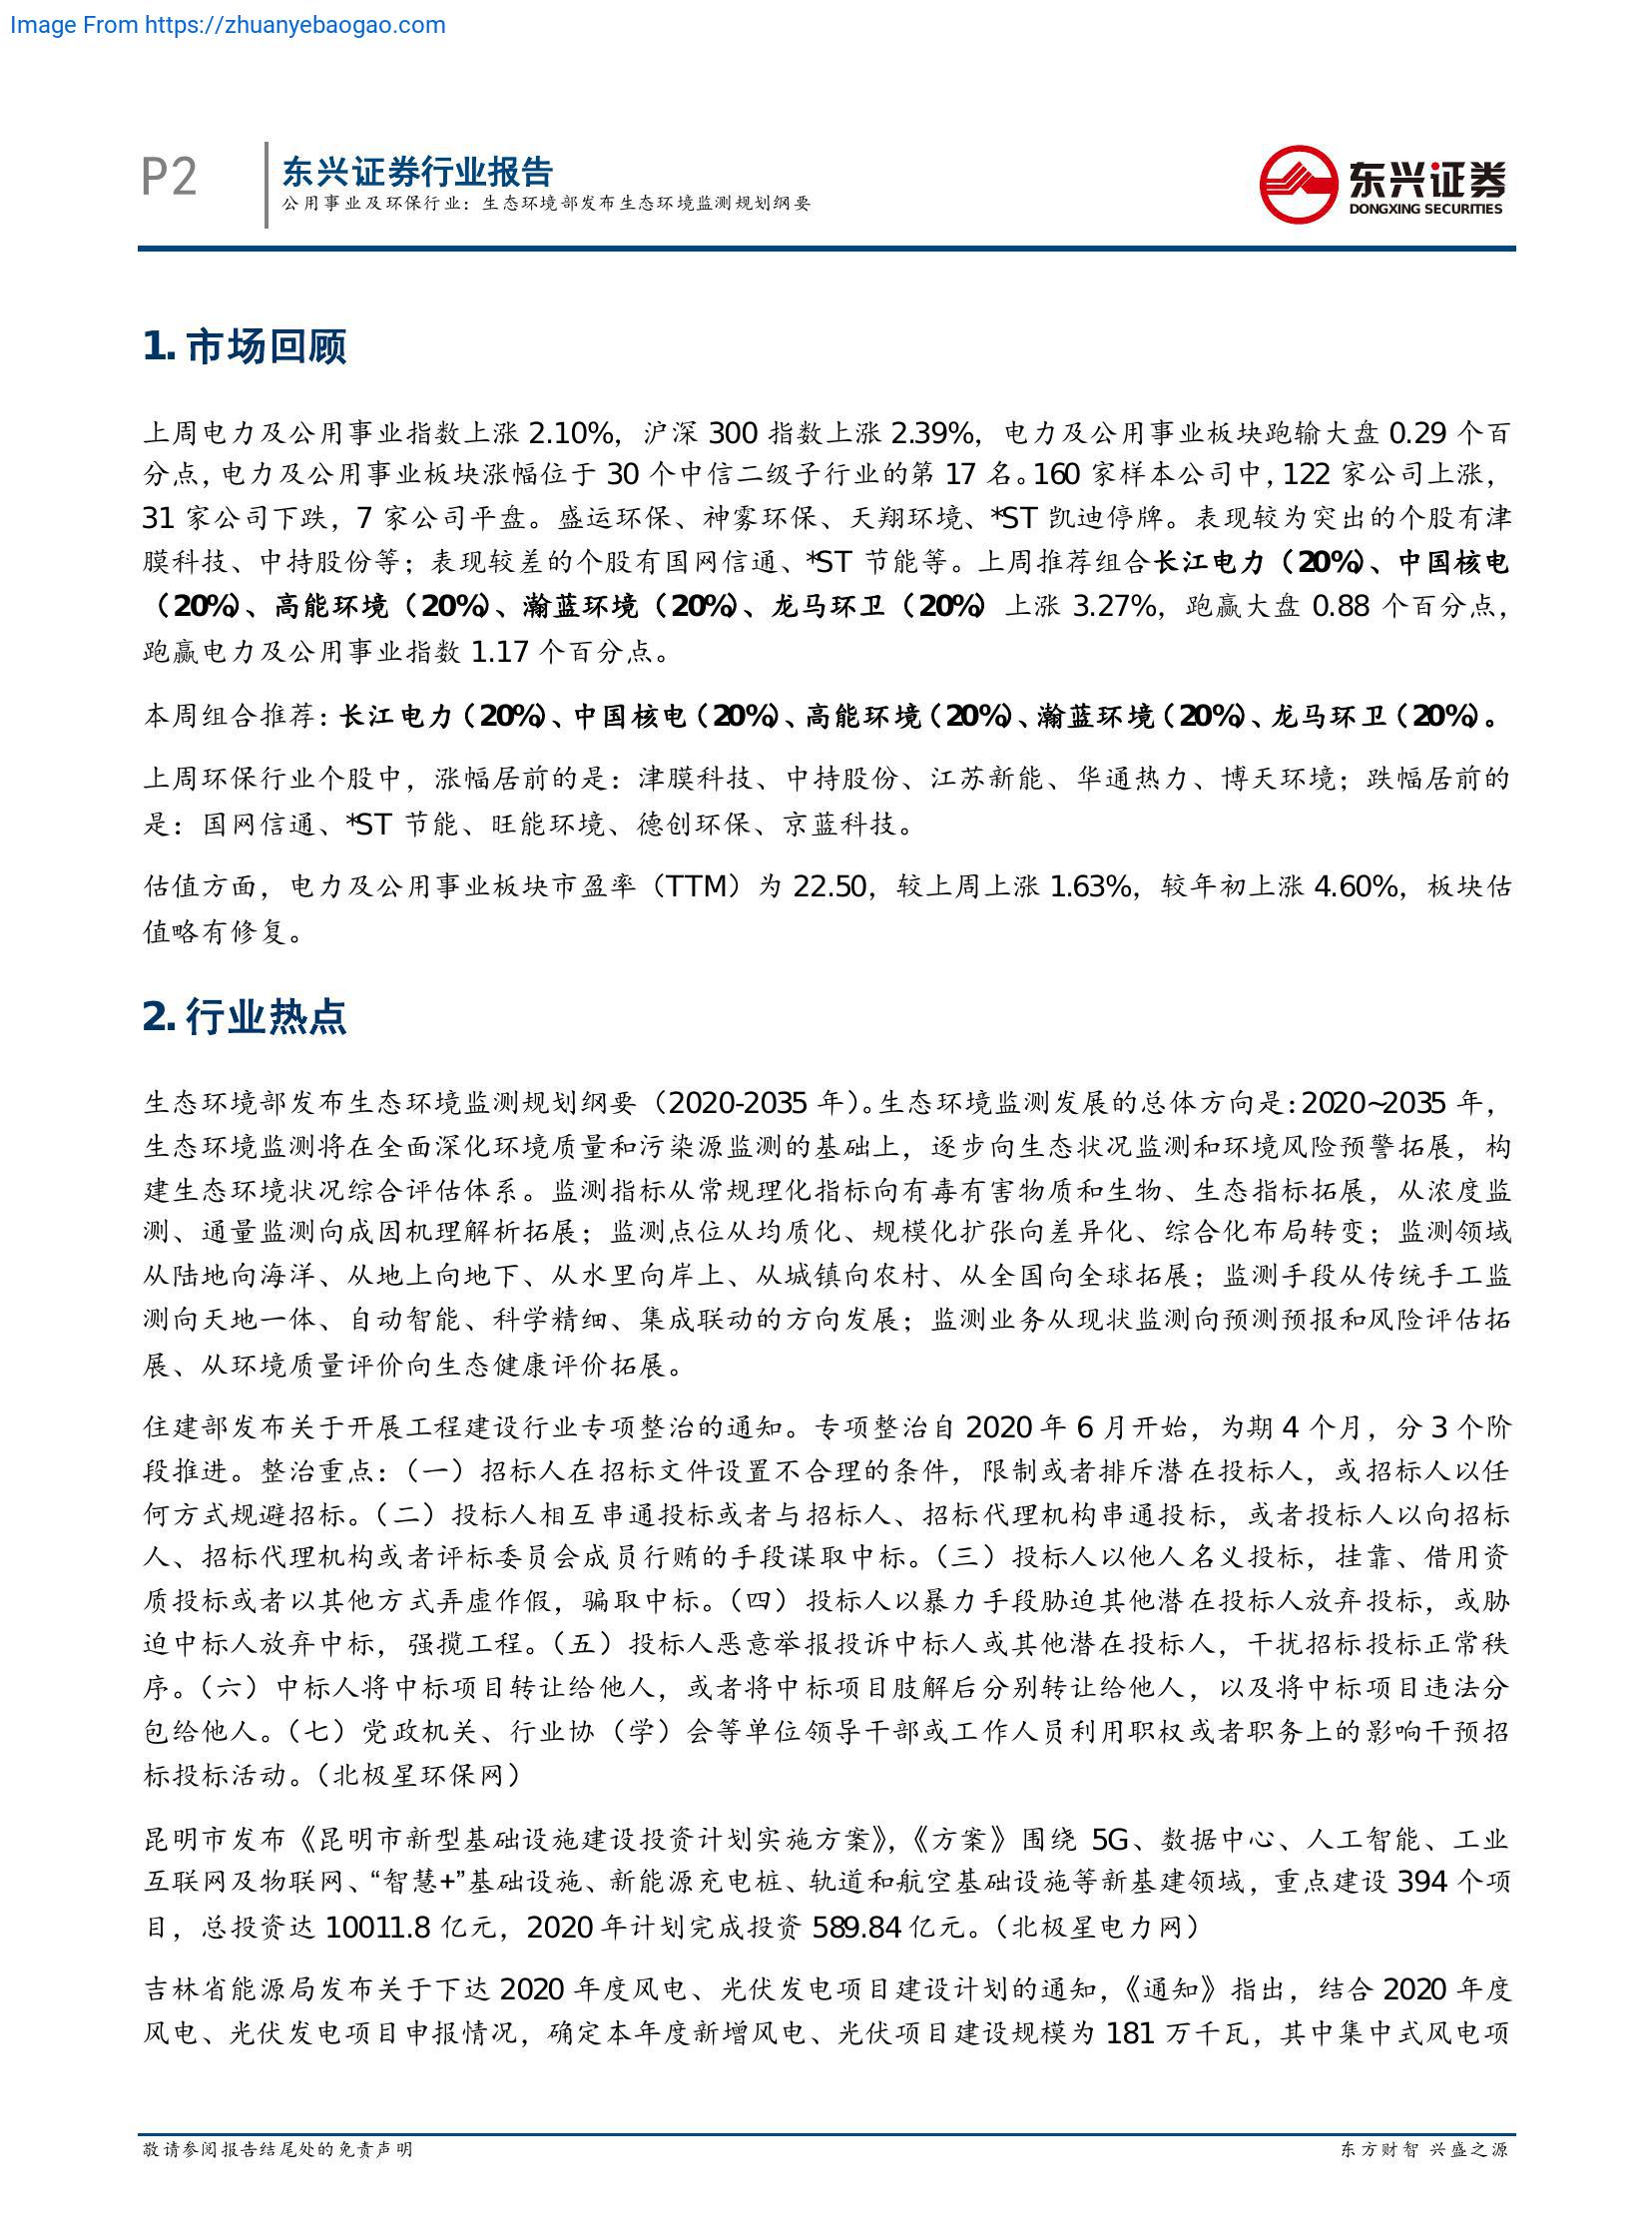 Image From https://zhuanyebaogao.com
P2
东兴证券行业报告
公用事业及环保行业：生态环境部发布生态环境监测规划纲要
东兴证券
DONGXING SECURITIES
1. 市场回顾
上周电力及公用事业指数上涨 2.10%，沪深 300 指数上涨 2.39%，电力及公用事业板块跑输大盘 0.29 个百
分点，电力及公用事业板块涨幅位于 30 个中信二级子行业的第 17 名。160 家样本公司中，122 家公司上涨，
31 家公司下跌，7 家公司平盘。盛运环保、神雾环保、天翔环境、*ST 凯迪停牌。表现较为突出的个股有津
膜科技、中持股份等；表现较差的个股有国网信通、*ST 节能等。上周推荐组合长江电力（20%）、中国核电
（20%）、高能环境（20%）、瀚蓝环境（20%）、龙马环卫（20%）上涨 3.27%，跑赢大盘 0.88 个百分点，
跑赢电力及公用事业指数 1.17 个百分点。
本周组合推荐：长江电力（20%）、中国核电（20%）、高能环境（20%）、瀚蓝环境（20%）、龙马环卫（20%）。
上周环保行业个股中，涨幅居前的是：津膜科技、中持股份、江苏新能、华通热力、博天环境；跌幅居前的
是：国网信通、*ST 节能、旺能环境、德创环保、京蓝科技。
估值方面，电力及公用事业板块市盈率（TTM）为 22.50，较上周上涨 1.63%，较年初上涨 4.60%，板块估
值略有修复。
2. 行业热点
生态环境部发布生态环境监测规划纲要（2020-2035 年）。生态环境监测发展的总体方向是：2020~2035 年，
生态环境监测将在全面深化环境质量和污染源监测的基础上，逐步向生态状况监测和环境风险预警拓展，构
建生态环境状况综合评估体系。监测指标从常规理化指标向有毒有害物质和生物、生态指标拓展，从浓度监
测、通量监测向成因机理解析拓展；监测点位从均质化、规模化扩张向差异化、综合化布局转变；监测领域
从陆地向海洋、从地上向地下、从水里向岸上、从城镇向农村、从全国向全球拓展；监测手段从传统手工监
测向天地一体、自动智能、科学精细、集成联动的方向发展；监测业务从现状监测向预测预报和风险评估拓
展、从环境质量评价向生态健康评价拓展。
住建部发布关于开展工程建设行业专项整治的通知。专项整治自 2020 年 6 月开始，为期 4 个月，分 3 个阶
段推进。整治重点：（一）招标人在招标文件设置不合理的条件，限制或者排斥潜在投标人，或招标人以任
何方式规避招标。（二）投标人相互串通投标或者与招标人、招标代理机构串通投标，或者投标人以向招标
人、招标代理机构或者评标委员会成员行贿的手段谋取中标。（三）投标人以他人名义投标，挂靠、借用资
质投标或者以其他方式弄虚作假，骗取中标。（四）投标人以暴力手段胁迫其他潜在投标人放弃投标，或胁
迫中标人放弃中标，强揽工程。（五）投标人恶意举报投诉中标人或其他潜在投标人，干扰招标投标正常秩
序。（六）中标人将中标项目转让给他人，或者将中标项目肢解后分别转让给他人，以及将中标项目违法分
包给他人。（七）党政机关、行业协（学）会等单位领导干部或工作人员利用职权或者职务上的影响干预招
标投标活动。（北极星环保网）
昆明市发布《昆明市新型基础设施建设投资计划实施方案》，《方案》围绕 5G、数据中心、人工智能、工业
互联网及物联网、“智慧+”基础设施、新能源充电桩、轨道和航空基础设施等新基建领域，重点建设 394 个项
目，总投资达 10011.8 亿元，2020 年计划完成投资 589.84 亿元。（北极星电力网）
吉林省能源局发布关于下达 2020 年度风电、光伏发电项目建设计划的通知，《通知》指出，结合 2020 年度
风电、光伏发电项目申报情况，确定本年度新增风电、光伏项目建设规模为 181 万千瓦，其中集中式风电项
敬请参阅报告结尾处的免责声明
东方财智 兴盛之源